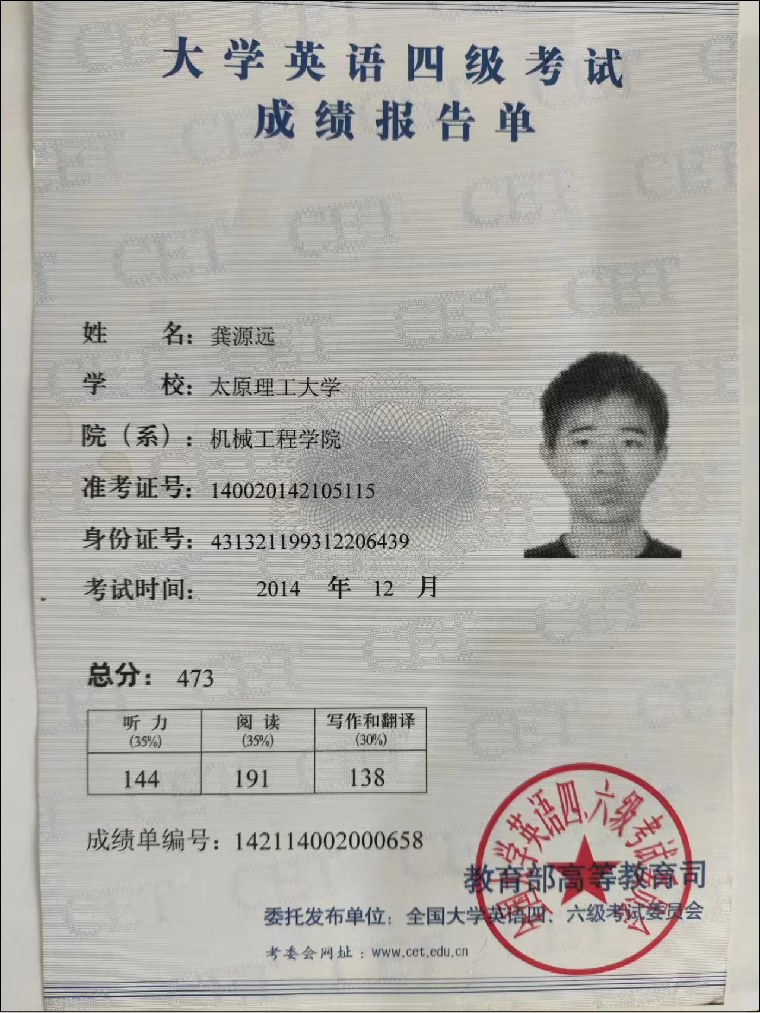 大学英语四级考试
成绩报告单
姓 名：龚源远
学 校：太原理工大学
院（系）：机械工程学院
准考证号：140020142105115
身份证号：431321199312206439
考试时间： 2014 年 12 月
总分：473
听 力 阅 读 写作和翻译
(35%) (35%) (30%)
144 191 138
成绩单编号：142114002000658
全国大学英语四、六级考试委员会
教育部高等教育司
委托发布单位：全国大学英语四、六级考试委员会
考委会网址：www.cet.edu.cn
CET